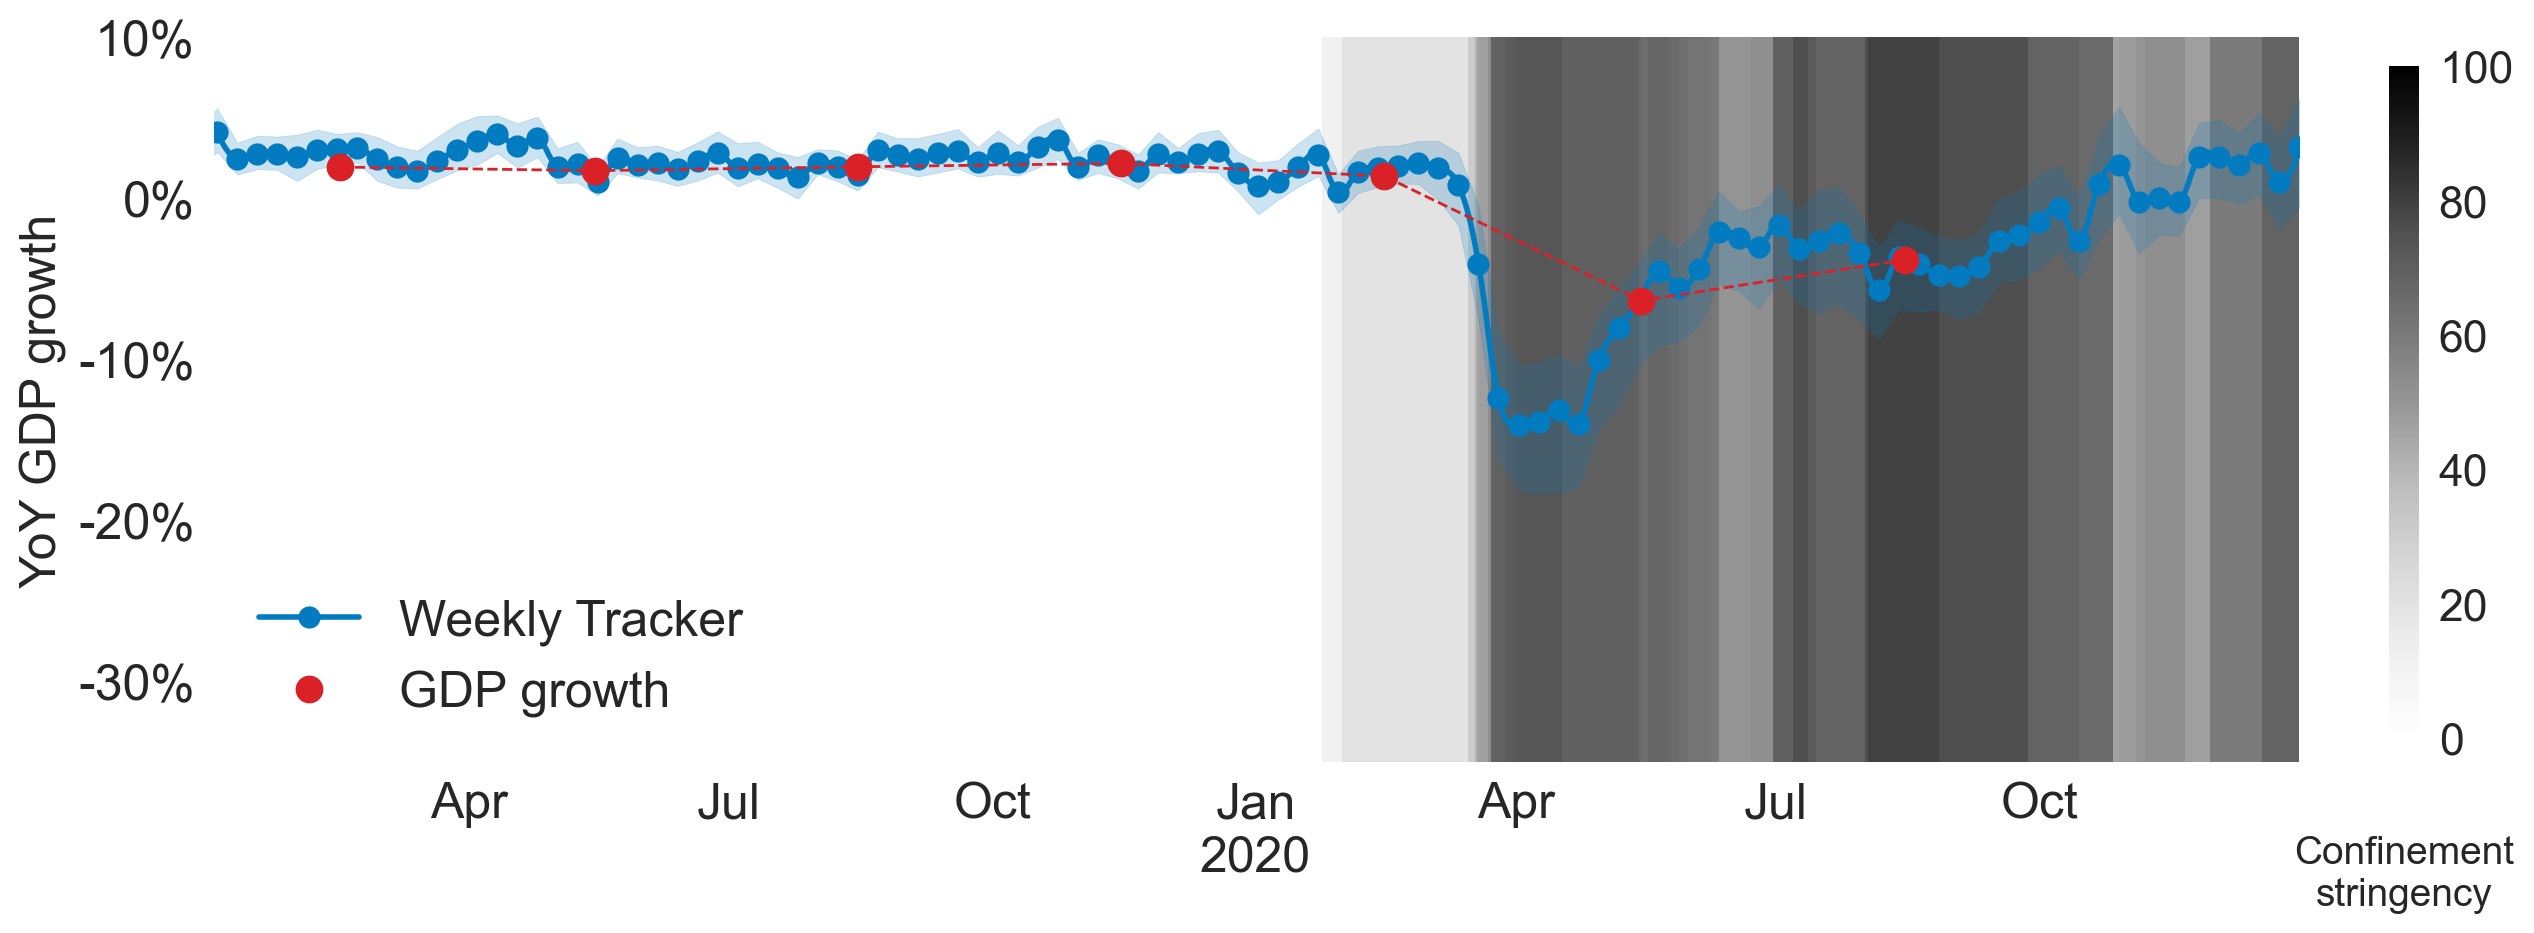 10%
0%
-10%
-20%
-30%
YoY GDP growth
Weekly Tracker
GDP growth
Apr
Jul
Oct
Jan
2020
Apr
Jul
Oct
100
80
60
40
20
0
Confinement
stringency